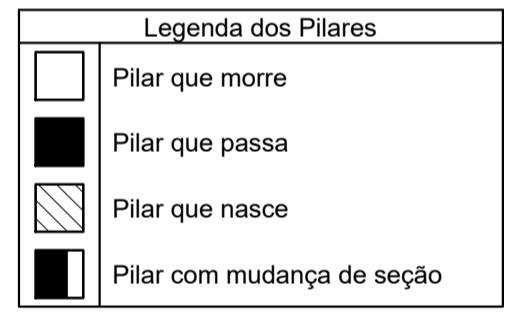 Legenda dos Pilares
Pilar que morre
Pilar que passa
Pilar que nasce
Pilar com mudança de seção